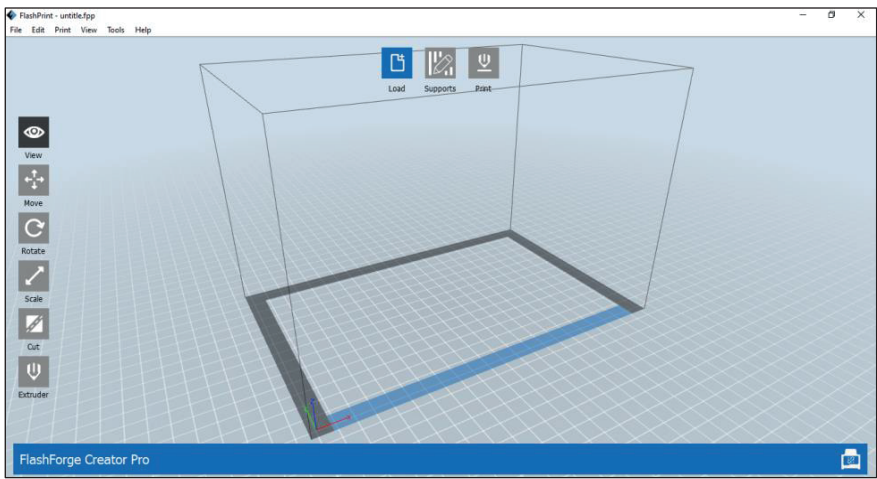 FlashPrint - untitle.fpp
File Edit Print View Tools Help
Load Supports Print
View
Move
Rotate
Scale
Cut
Extruder
FlashForge Creator Pro